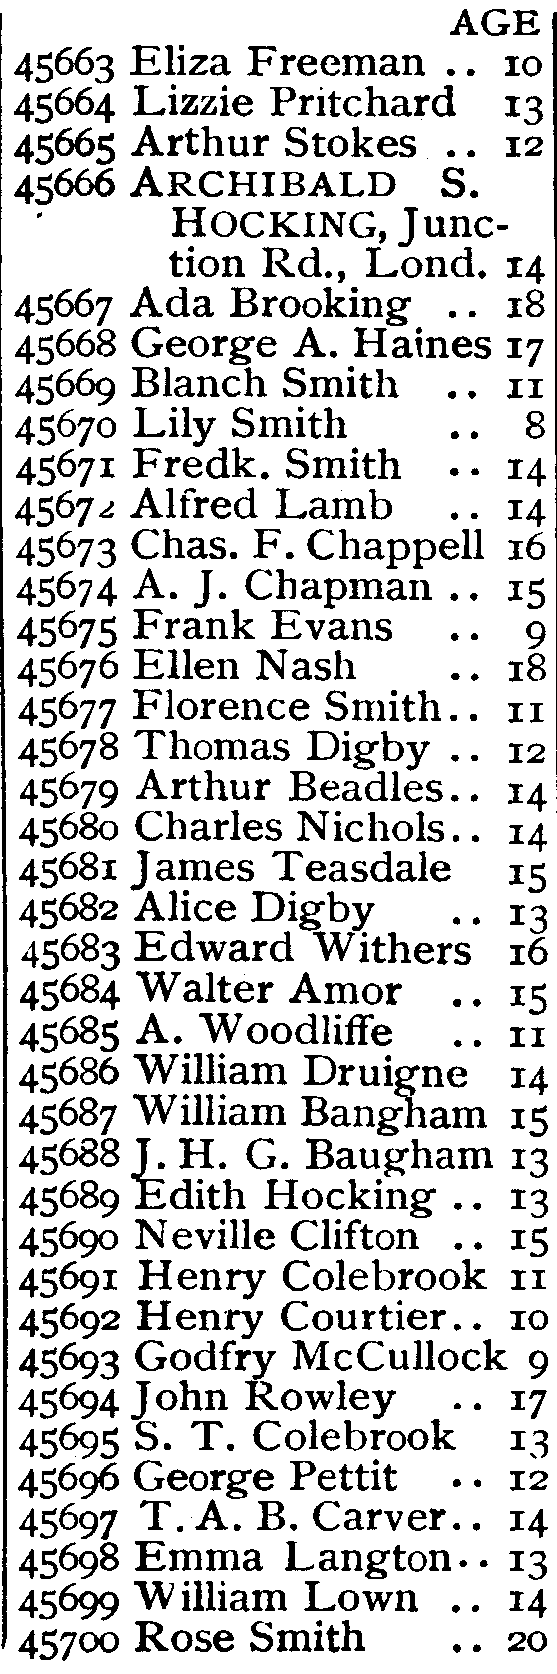 AGE
45663 Eliza Freeman .. 10
45664 Lizzie Pritchard 13
45665 Arthur Stokes .. 12
45666 ARCHIBALD S.
HOCKING, Junc-
tion Rd., Lond. 14
45667 Ada Brooking .. 18
45668 George A. Haines 17
45669 Blanch Smith .. 11
45670 Lily Smith .. 8
45671 Fredk. Smith .. 14
45672 Alfred Lamb .. 14
45673 Chas. F. Chappell 16
45674 A. J. Chapman .. 15
45675 Frank Evans .. 9
45676 Ellen Nash .. 18
45677 Florence Smith .. 11
45678 Thomas Digby .. 12
45679 Arthur Beadles .. 14
45680 Charles Nichols .. 14
45681 James Teasdale 15
45682 Alice Digby .. 13
45683 Edward Withers 16
45684 Walter Amor .. 15
45685 A. Woodliffe .. 11
45686 William Druigne 14
45687 William Bangham 15
45688 J. H. G. Baugham 13
45689 Edith Hocking .. 13
45690 Neville Clifton .. 15
45691 Henry Colebrook 11
45692 Henry Courtier .. 10
45693 Godfry McCullock 9
45694 John Rowley .. 17
45695 S. T. Colebrook 13
45696 George Pettit .. 12
45697 T. A. B. Carver .. 14
45698 Emma Langton .. 13
45699 William Lown .. 14
45700 Rose Smith .. 20